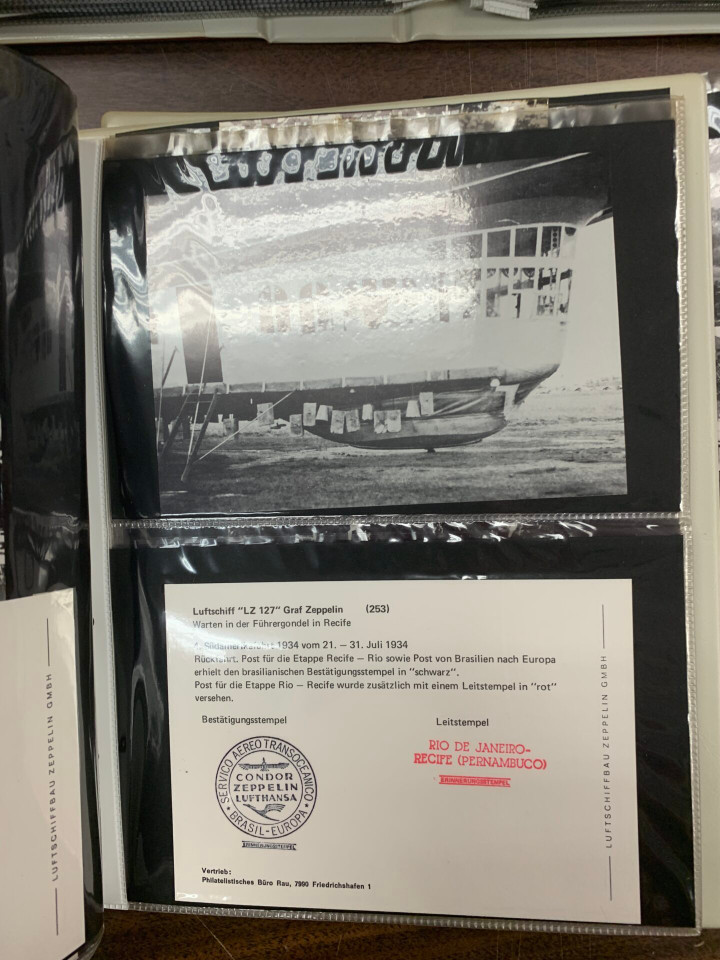 Luftschiff "LZ 127" Graf Zeppelin (253)
Warten in der Führergondel in Recife
Südamerikafahrt 1934 vom 21. — 31. Juli 1934
Rückfahrt. Post für die Etappe Recife — Rio sowie Post von Brasilien nach Europa
erhielt den brasilianischen Bestätigungsstempel in "schwarz".
Post für die Etappe Rio — Recife wurde zusätzlich mit einem Leitstempel in "rot"
versehen.
Bestätigungsstempel
Leitstempel
SERVIÇO AEREO TRANSOCEANICO
CONDOR
ZEPPELIN
LUFTHANSA
BRASIL-EUROPA
ERINNERUNGSSTEMPEL
RIO DE JANEIRO-
RECIFE (PERNAMBUCO)
ERINNERUNGSSTEMPEL
Vertrieb:
Philatelistisches Büro Rau, 7990 Friedrichshafen 1
LUFTSCHIFFBAU ZEPPELIN GMBH
LUFTSCHIFFBAU ZEPPELIN GMBH